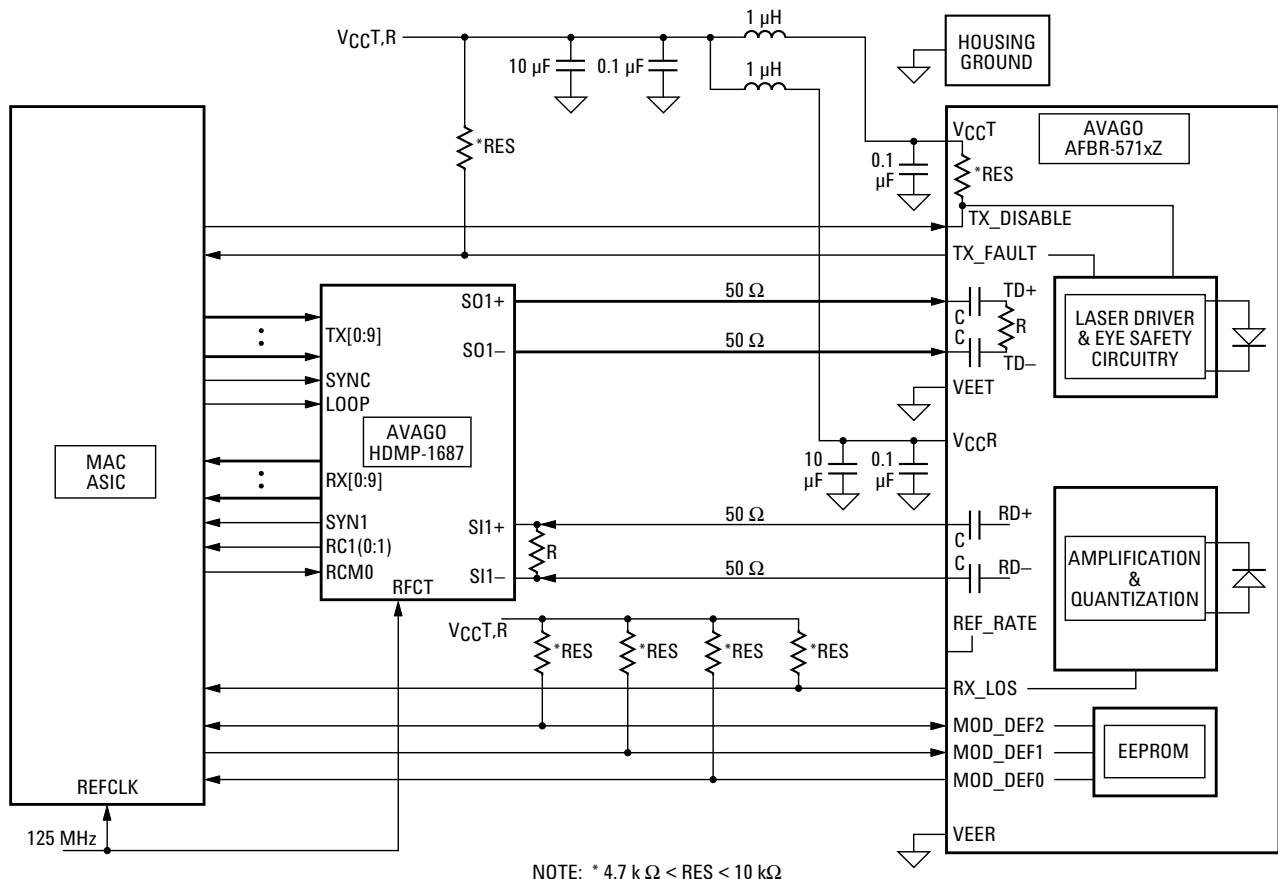 1 µH
VCCT,R
10 µF
0.1 µF
1 µH
HOUSING
GROUND
*RES
VCCT
AVAGO
AFBR-571xZ
0.1
µF
*RES
TX_DISABLE
TX_FAULT
SO1+
50 Ω
TD+
C
R
LASER DRIVER
& EYE SAFETY
CIRCUITRY
TX[0:9]
SO1–
50 Ω
C
TD–
SYNC
LOOP
VEET
AVAGO
HDMP-1687
VCCR
MAC
ASIC
10
µF
0.1
µF
RX[0:9]
SYN1
RC1(0:1)
RCM0
SI1+
50 Ω
RD+
C
R
SI1–
50 Ω
C
RD–
AMPLIFICATION
&
QUANTIZATION
RFCT
REF_RATE
VCCT,R
*RES
*RES
*RES
*RES
RX_LOS
MOD_DEF2
MOD_DEF1
MOD_DEF0
EEPROM
REFCLK
125 MHz
VEER
NOTE: * 4.7 k Ω < RES < 10 kΩ